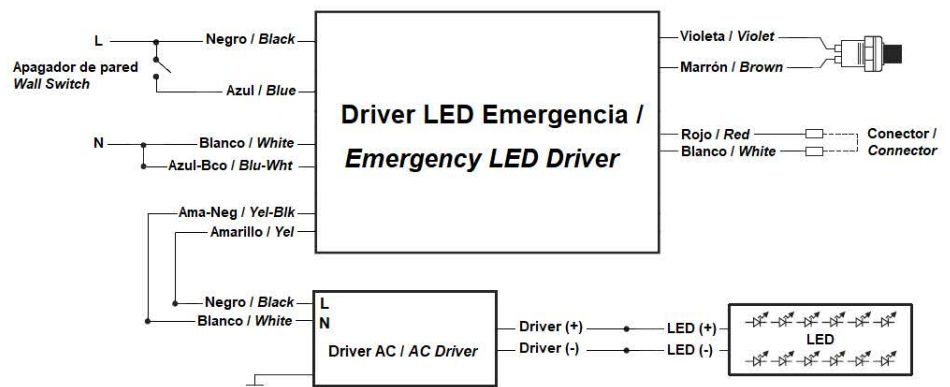 L
Negro / Black
Apagador de pared
Wall Switch
Azul / Blue
N
Blanco / White
Azul-Bco / Blu-Wht
Ama-Neg / Yel-Blk
Amarillo / Yel
Driver LED Emergencia /
Emergency LED Driver
Violeta / Violet
Marrón / Brown
Rojo / Red
Blanco / White
Conector /
Connector
Negro / Black
Blanco / White
L
N
Driver AC / AC Driver
Driver (+)
Driver (-)
LED (+)
LED (-)
LED